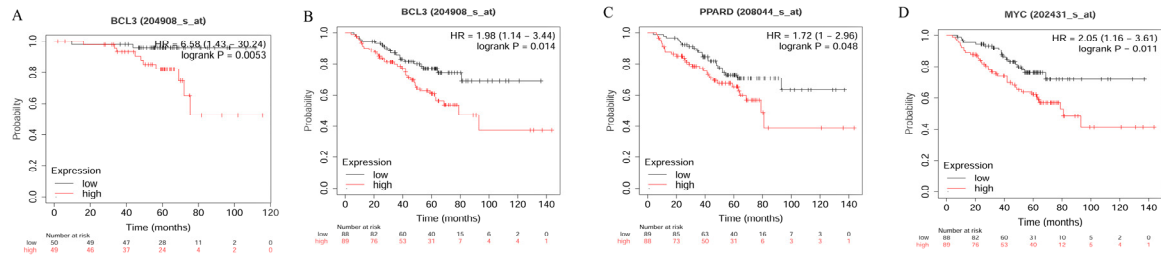 A
BCL3 (204908_s_at)
HR = 6.58 (1.43 – 30.24)
logrank P = 0.0053
Probability
1.0
0.8
0.6
0.4
0.2
0.0
Expression
low
high
0 20 40 60 80 100 120
Time (months)
Number at risk
low 50 49 47 28 11 2 0
high 49 46 37 24 4 2 0
B
BCL3 (204908_s_at)
HR = 1.98 (1.14 – 3.44)
logrank P = 0.014
Probability
1.0
0.8
0.6
0.4
0.2
0.0
Expression
low
high
0 20 40 60 80 100 120 140
Time (months)
Number at risk
low 88 82 60 40 15 6 2 0
high 89 76 53 31 7 4 4 1
C
PPARD (208044_s_at)
HR = 1.72 (1 – 2.96)
logrank P = 0.048
Probability
1.0
0.8
0.6
0.4
0.2
0.0
Expression
low
high
0 20 40 60 80 100 120 140
Time (months)
Number at risk
low 89 85 63 40 16 7 3 0
high 88 73 50 31 6 3 3 1
D
MYC (202431_s_at)
HR = 2.05 (1.16 – 3.61)
logrank P = 0.011
Probability
1.0
0.8
0.6
0.4
0.2
0.0
Expression
low
high
0 20 40 60 80 100 120 140
Time (months)
Number at risk
low 88 82 60 31 10 5 2 0
high 89 76 53 40 12 5 4 1